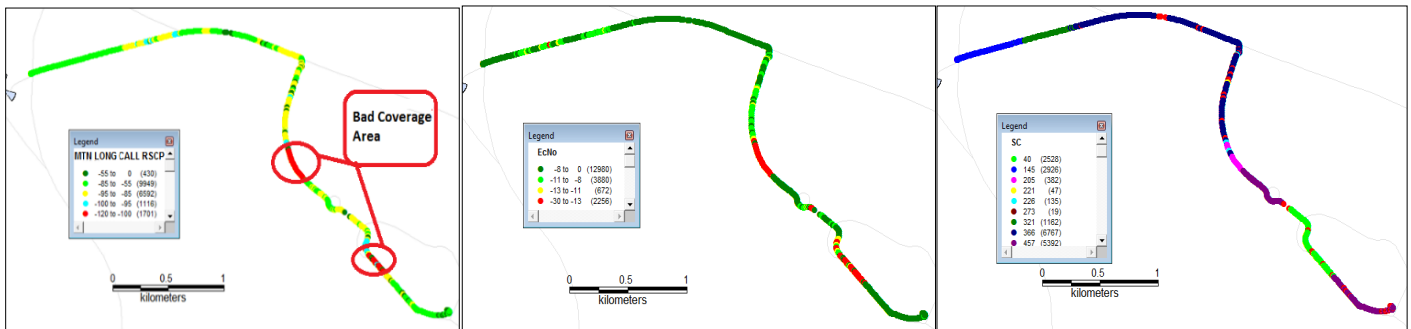 Legend
MTN LONG CALL RSCP
-55 to 0 (430)
-85 to -55 (9949)
-95 to -85 (6592)
-100 to -95 (1116)
-120 to -100 (1701)
0 0.5 1
kilometers
Bad Coverage
Area
Legend
EcNo
-8 to 0 (12980)
-11 to -8 (3880)
-13 to -11 (672)
-30 to -13 (2256)
0 0.5 1
kilometers
Legend
SC
40 (2528)
145 (2926)
205 (382)
221 (47)
226 (135)
273 (19)
321 (1162)
366 (6767)
457 (5392)
0 0.5 1
kilometers